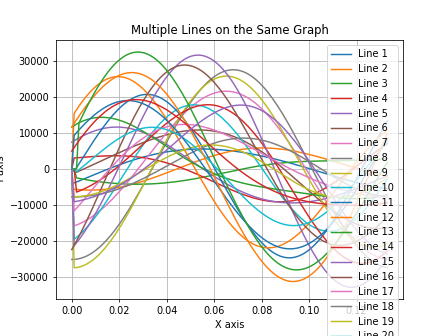 Multiple Lines on the Same Graph
30000
20000
10000
0
−10000
−20000
−30000
0.00
0.02
0.04
0.06
0.08
0.10
X axis
Line 1
Line 2
Line 3
Line 4
Line 5
Line 6
Line 7
Line 8
Line 9
Line 10
Line 11
Line 12
Line 13
Line 14
Line 15
Line 16
Line 17
Line 18
Line 19
Line 20